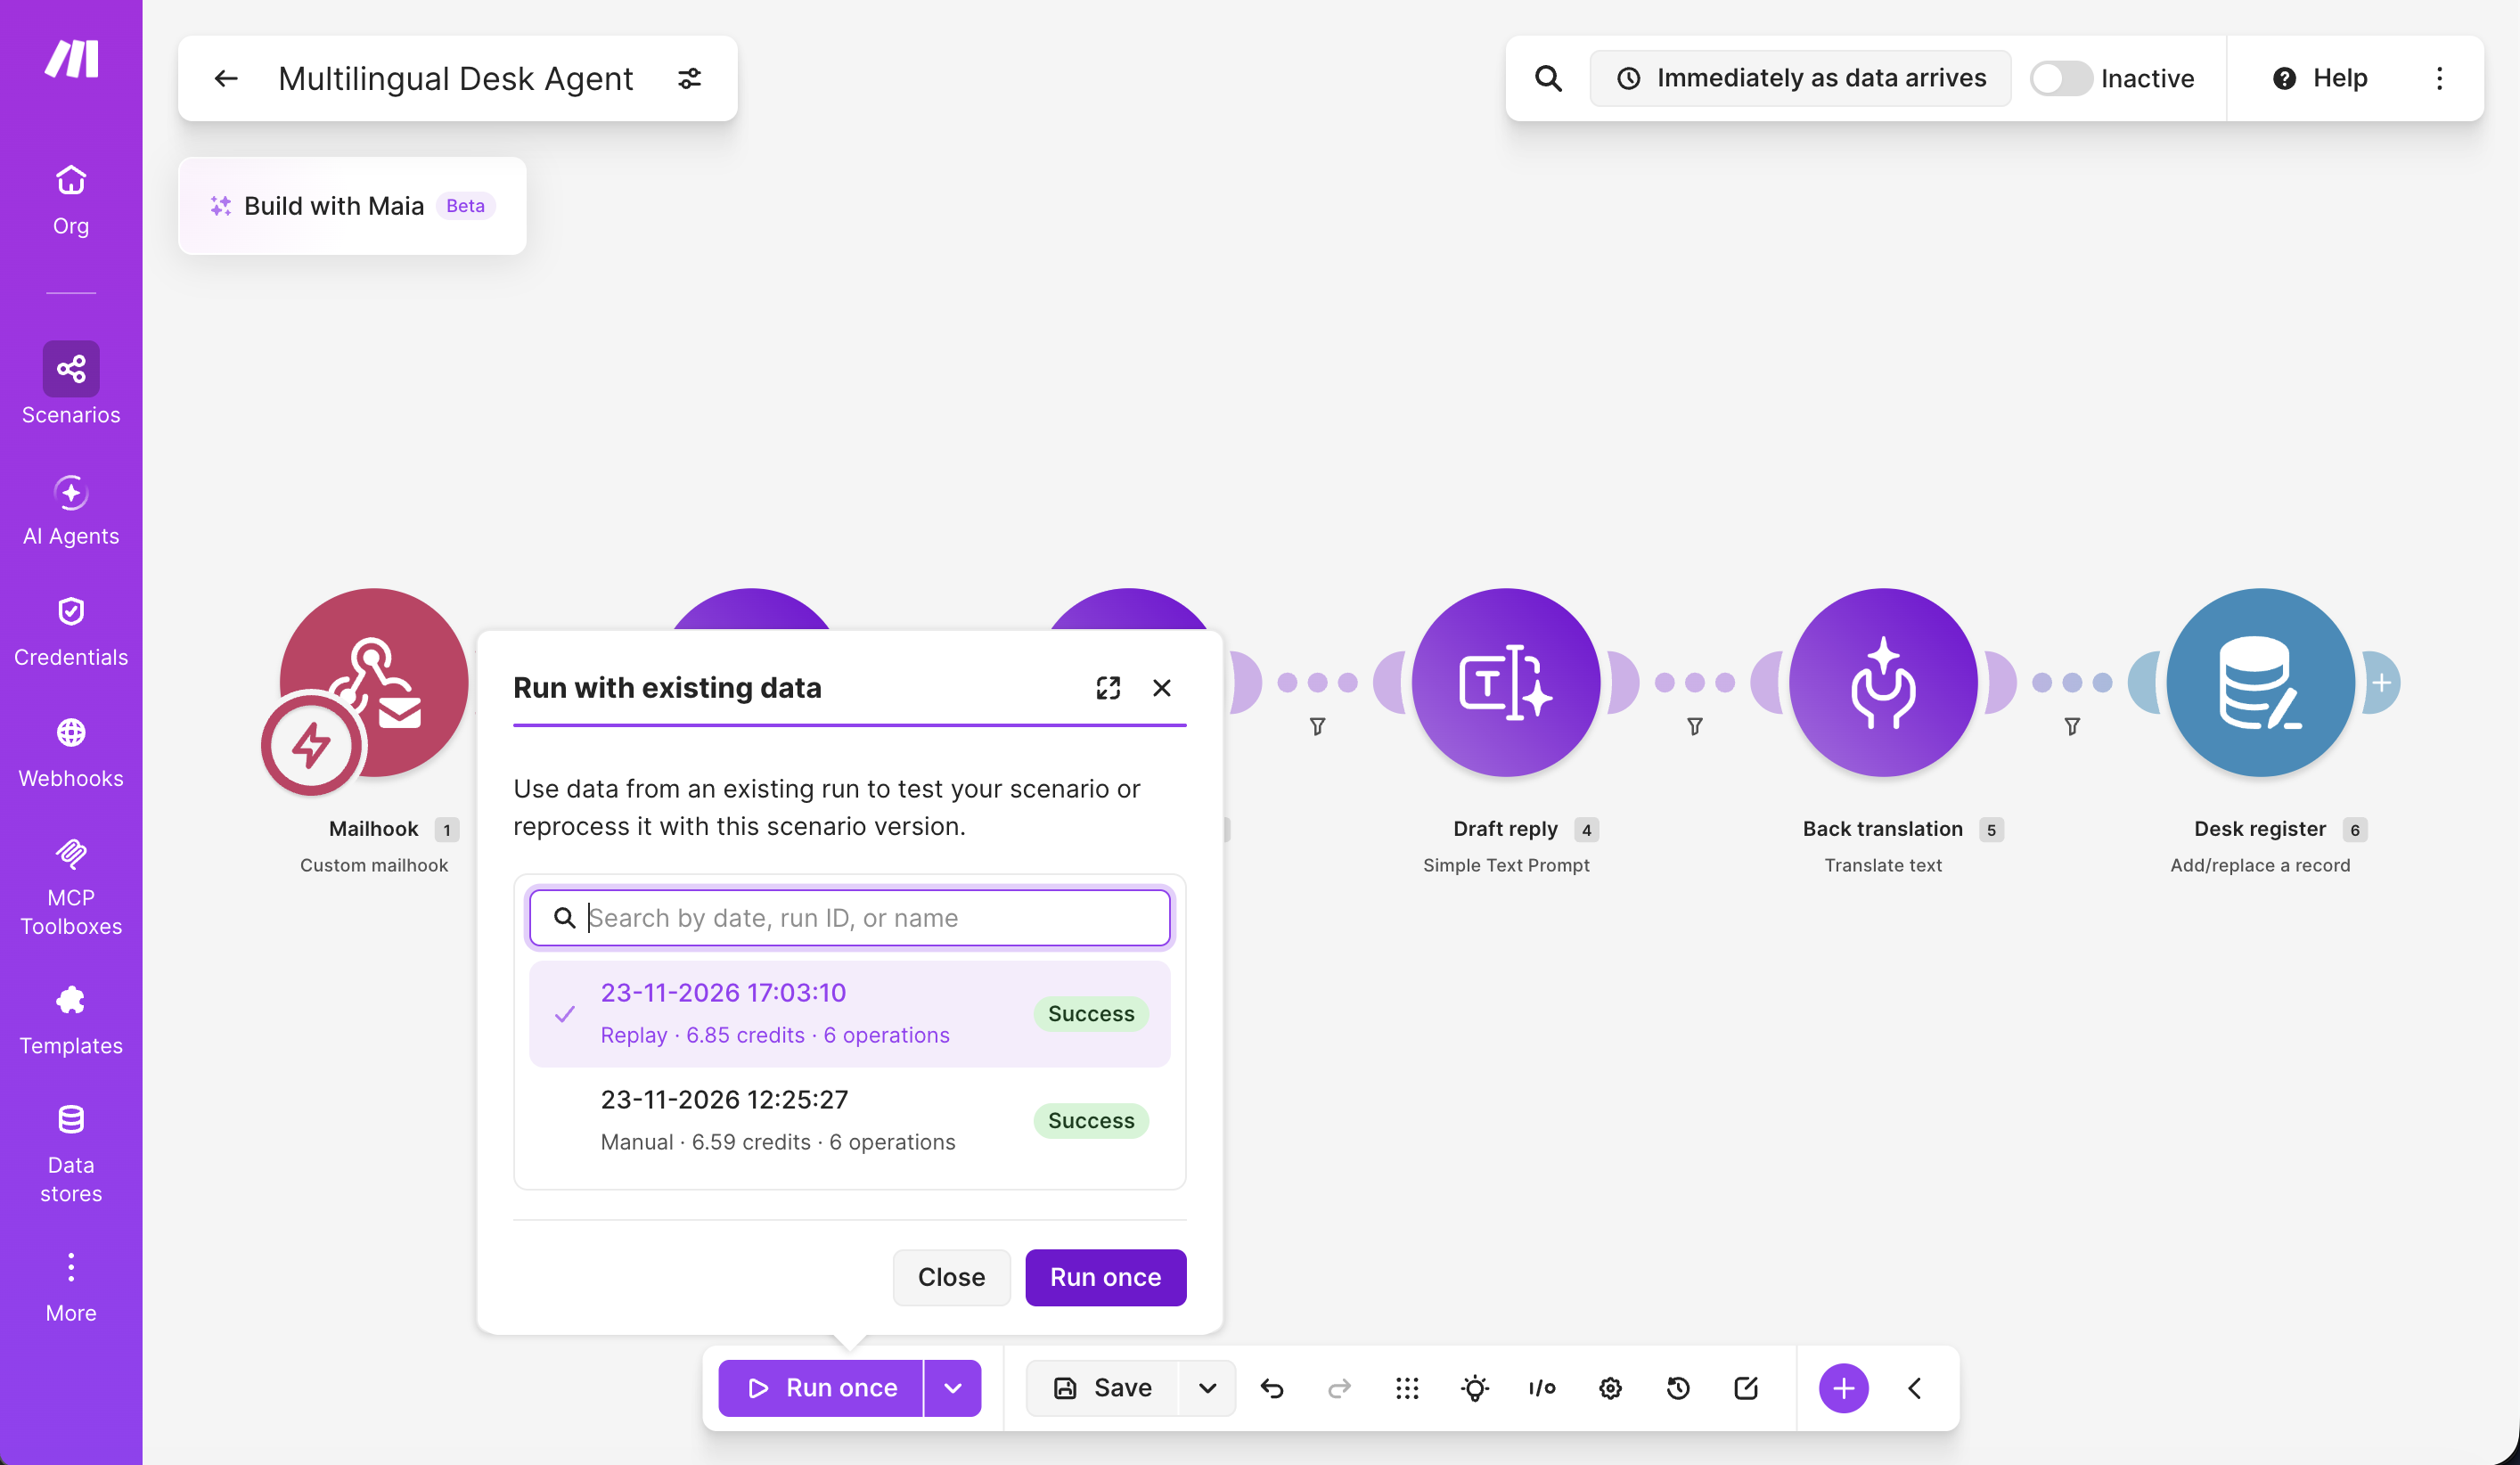 Multilingual Desk Agent
Immediately as data arrives
Inactive
Help
Build with Maia Beta
Org
Scenarios
AI Agents
Credentials
Webhooks
MCP
Toolboxes
Templates
Data
stores
More
Mailhook 1
Custom mailhook
Draft reply 4
Simple Text Prompt
Back translation 5
Translate text
Desk register 6
Add/replace a record
Run with existing data
Use data from an existing run to test your scenario or
reprocess it with this scenario version.
Search by date, run ID, or name
23-11-2026 17:03:10
Replay · 6.85 credits · 6 operations
Success
23-11-2026 12:25:27
Manual · 6.59 credits · 6 operations
Success
Close
Run once
Run once
Save
I/O